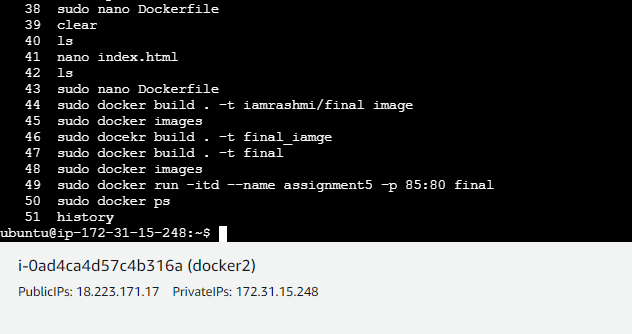 38 sudo nano Dockerfile
39 clear
40 ls
41 nano index.html
42 ls
43 sudo nano Dockerfile
44 sudo docker build . -t iamrashmi/final image
45 sudo docker images
46 sudo docekr build . -t final_iamge
47 sudo docker build . -t final
48 sudo docker images
49 sudo docker run -itd --name assignment5 -p 85:80 final
50 sudo docker ps
51 history
ubuntu@ip-172-31-15-248:~$
i-0ad4ca4d57c4b316a (docker2)
PublicIPs: 18.223.171.17 PrivateIPs: 172.31.15.248